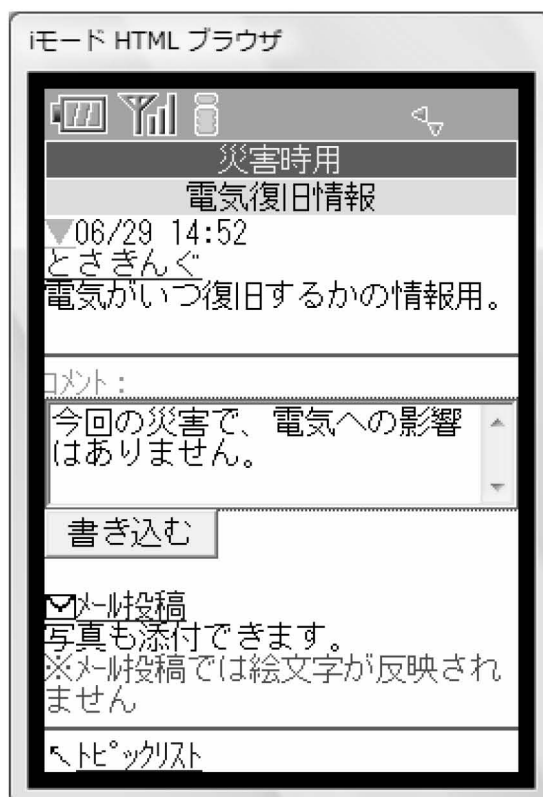 iモード HTML ブラウザ
災害時用
電気復旧情報
▼06/29 14:52
とさきんぐ
電気がいつ復旧するかの情報用。
コメント：
今回の災害で、電気への影響
はありません。
書き込む
メール投稿
写真も添付できます。
※メール投稿では絵文字が反映され
ません
↖トピックリスト